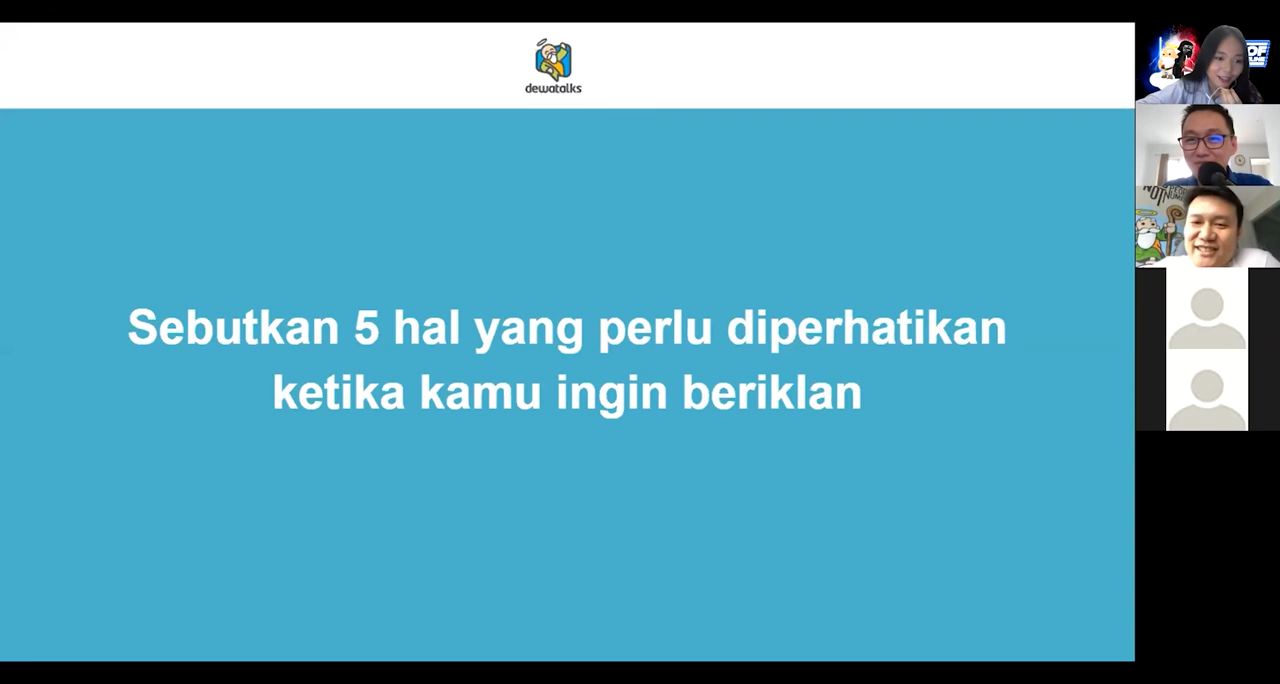 dewatalks
Sebutkan 5 hal yang perlu diperhatikan
ketika kamu ingin beriklan